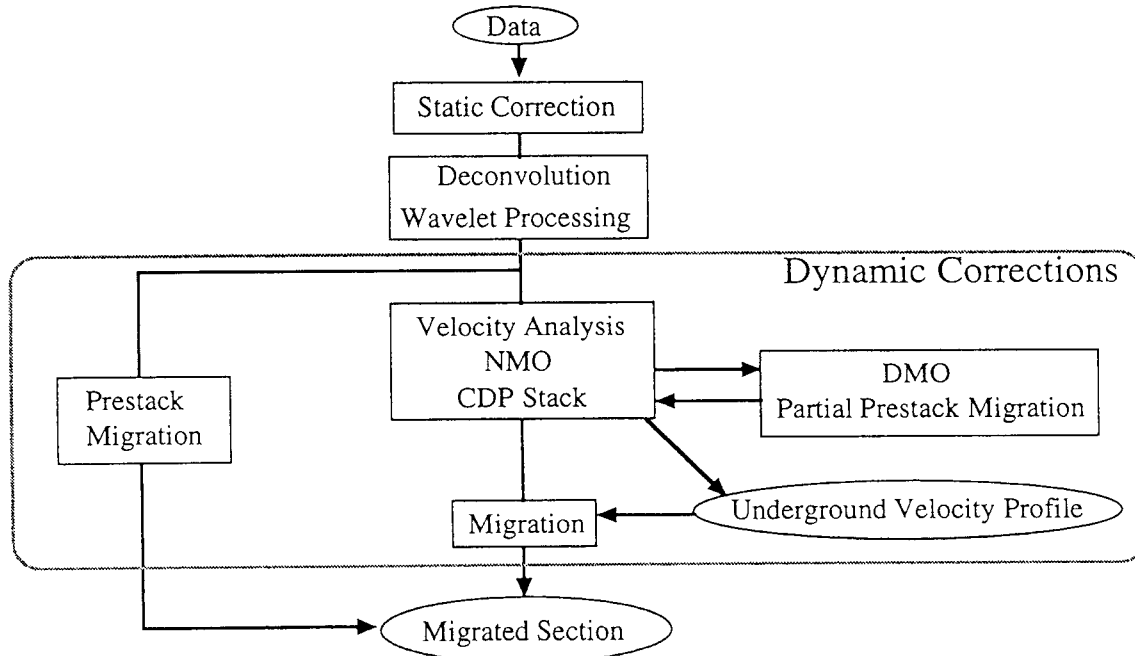 Data
Static Correction
Deconvolution
Wavelet Processing
Dynamic Corrections
Velocity Analysis
NMO
CDP Stack
DMO
Partial Prestack Migration
Prestack
Migration
Underground Velocity Profile
Migration
Migrated Section